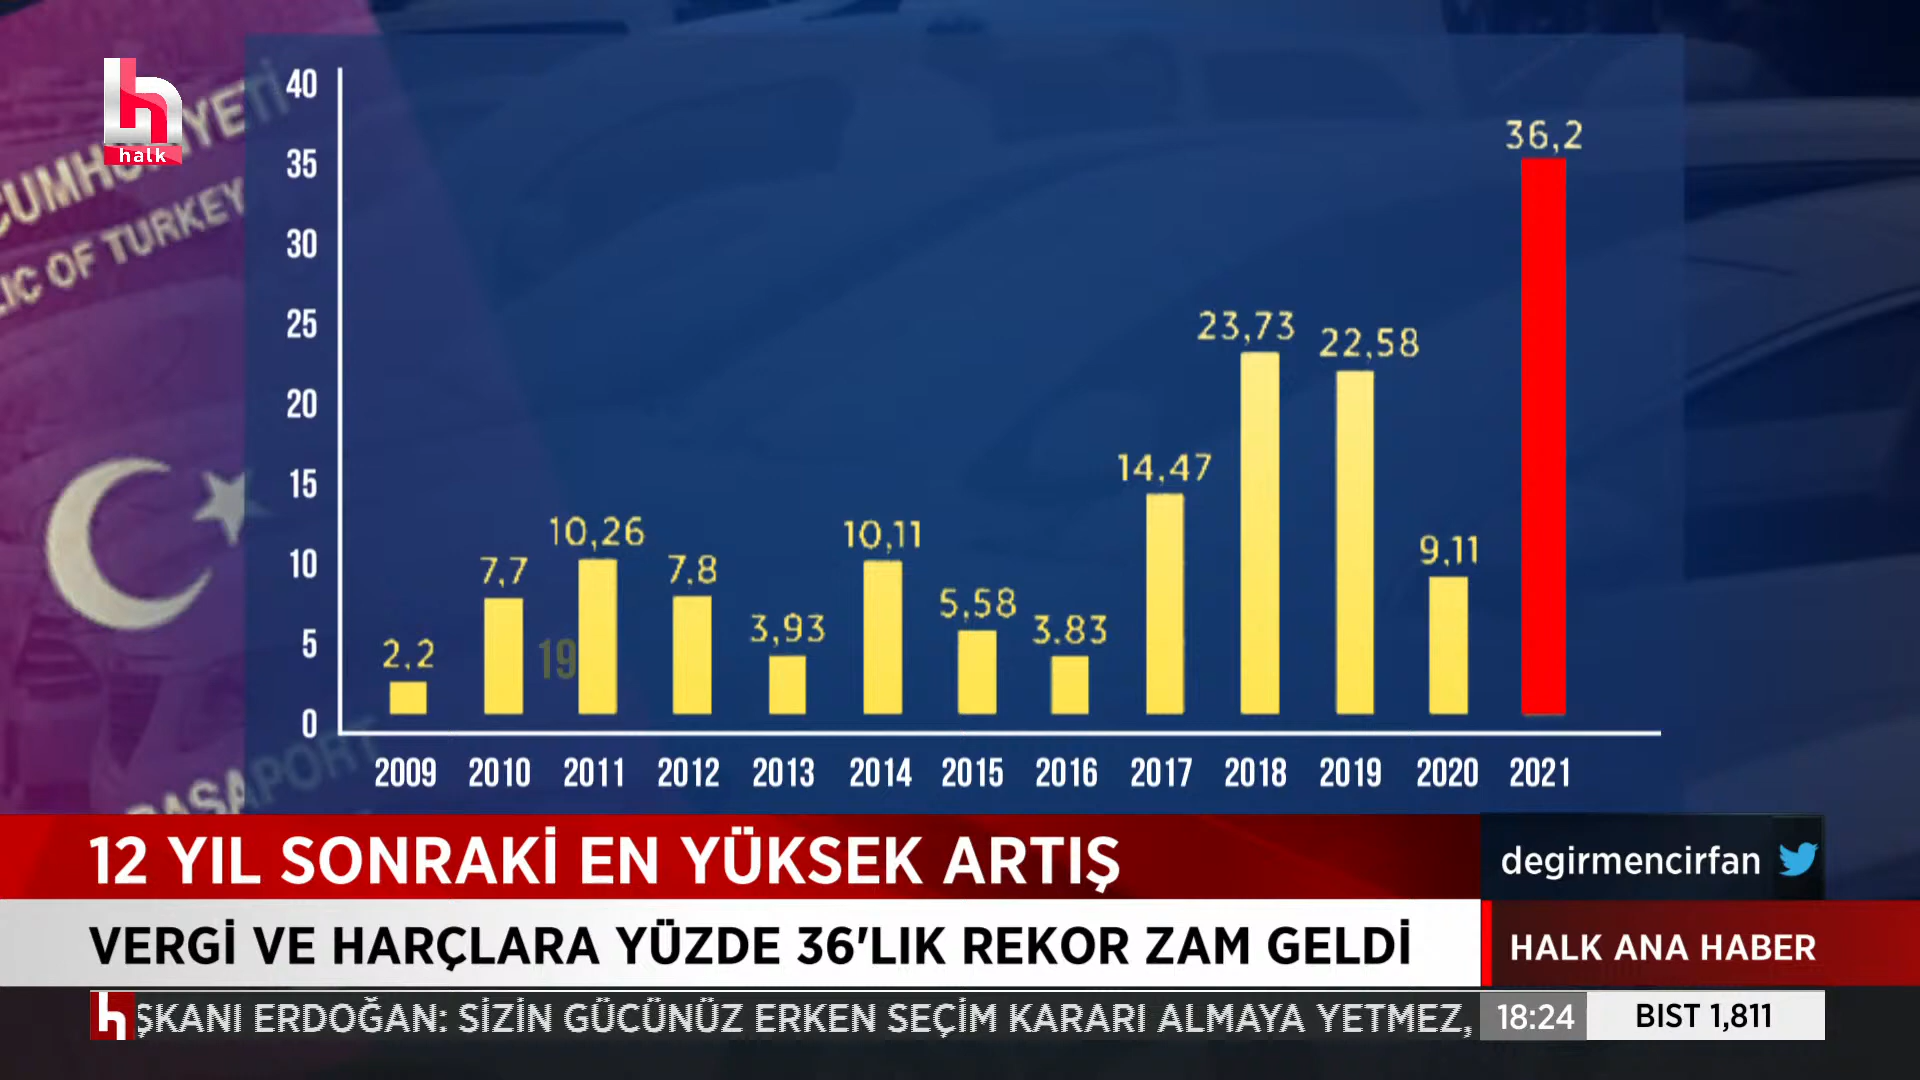 halk
CUMHURİYETİ
LIC OF TURKEY
PASAPORT
40
35
30
25
20
15
10
5
0
2,2
7,7
10,26
7,8
3,93
10,11
5,58
3.83
14,47
23,73
22,58
9,11
36,2
19
2009 2010 2011 2012 2013 2014 2015 2016 2017 2018 2019 2020 2021
12 YIL SONRAKİ EN YÜKSEK ARTIŞ
degirmencirfan
VERGİ VE HARÇLARA YÜZDE 36'LIK REKOR ZAM GELDİ
HALK ANA HABER
ŞKANI ERDOĞAN: SİZİN GÜCÜNÜZ ERKEN SEÇİM KARARI ALMAYA YETMEZ,
18:24
BIST 1,811